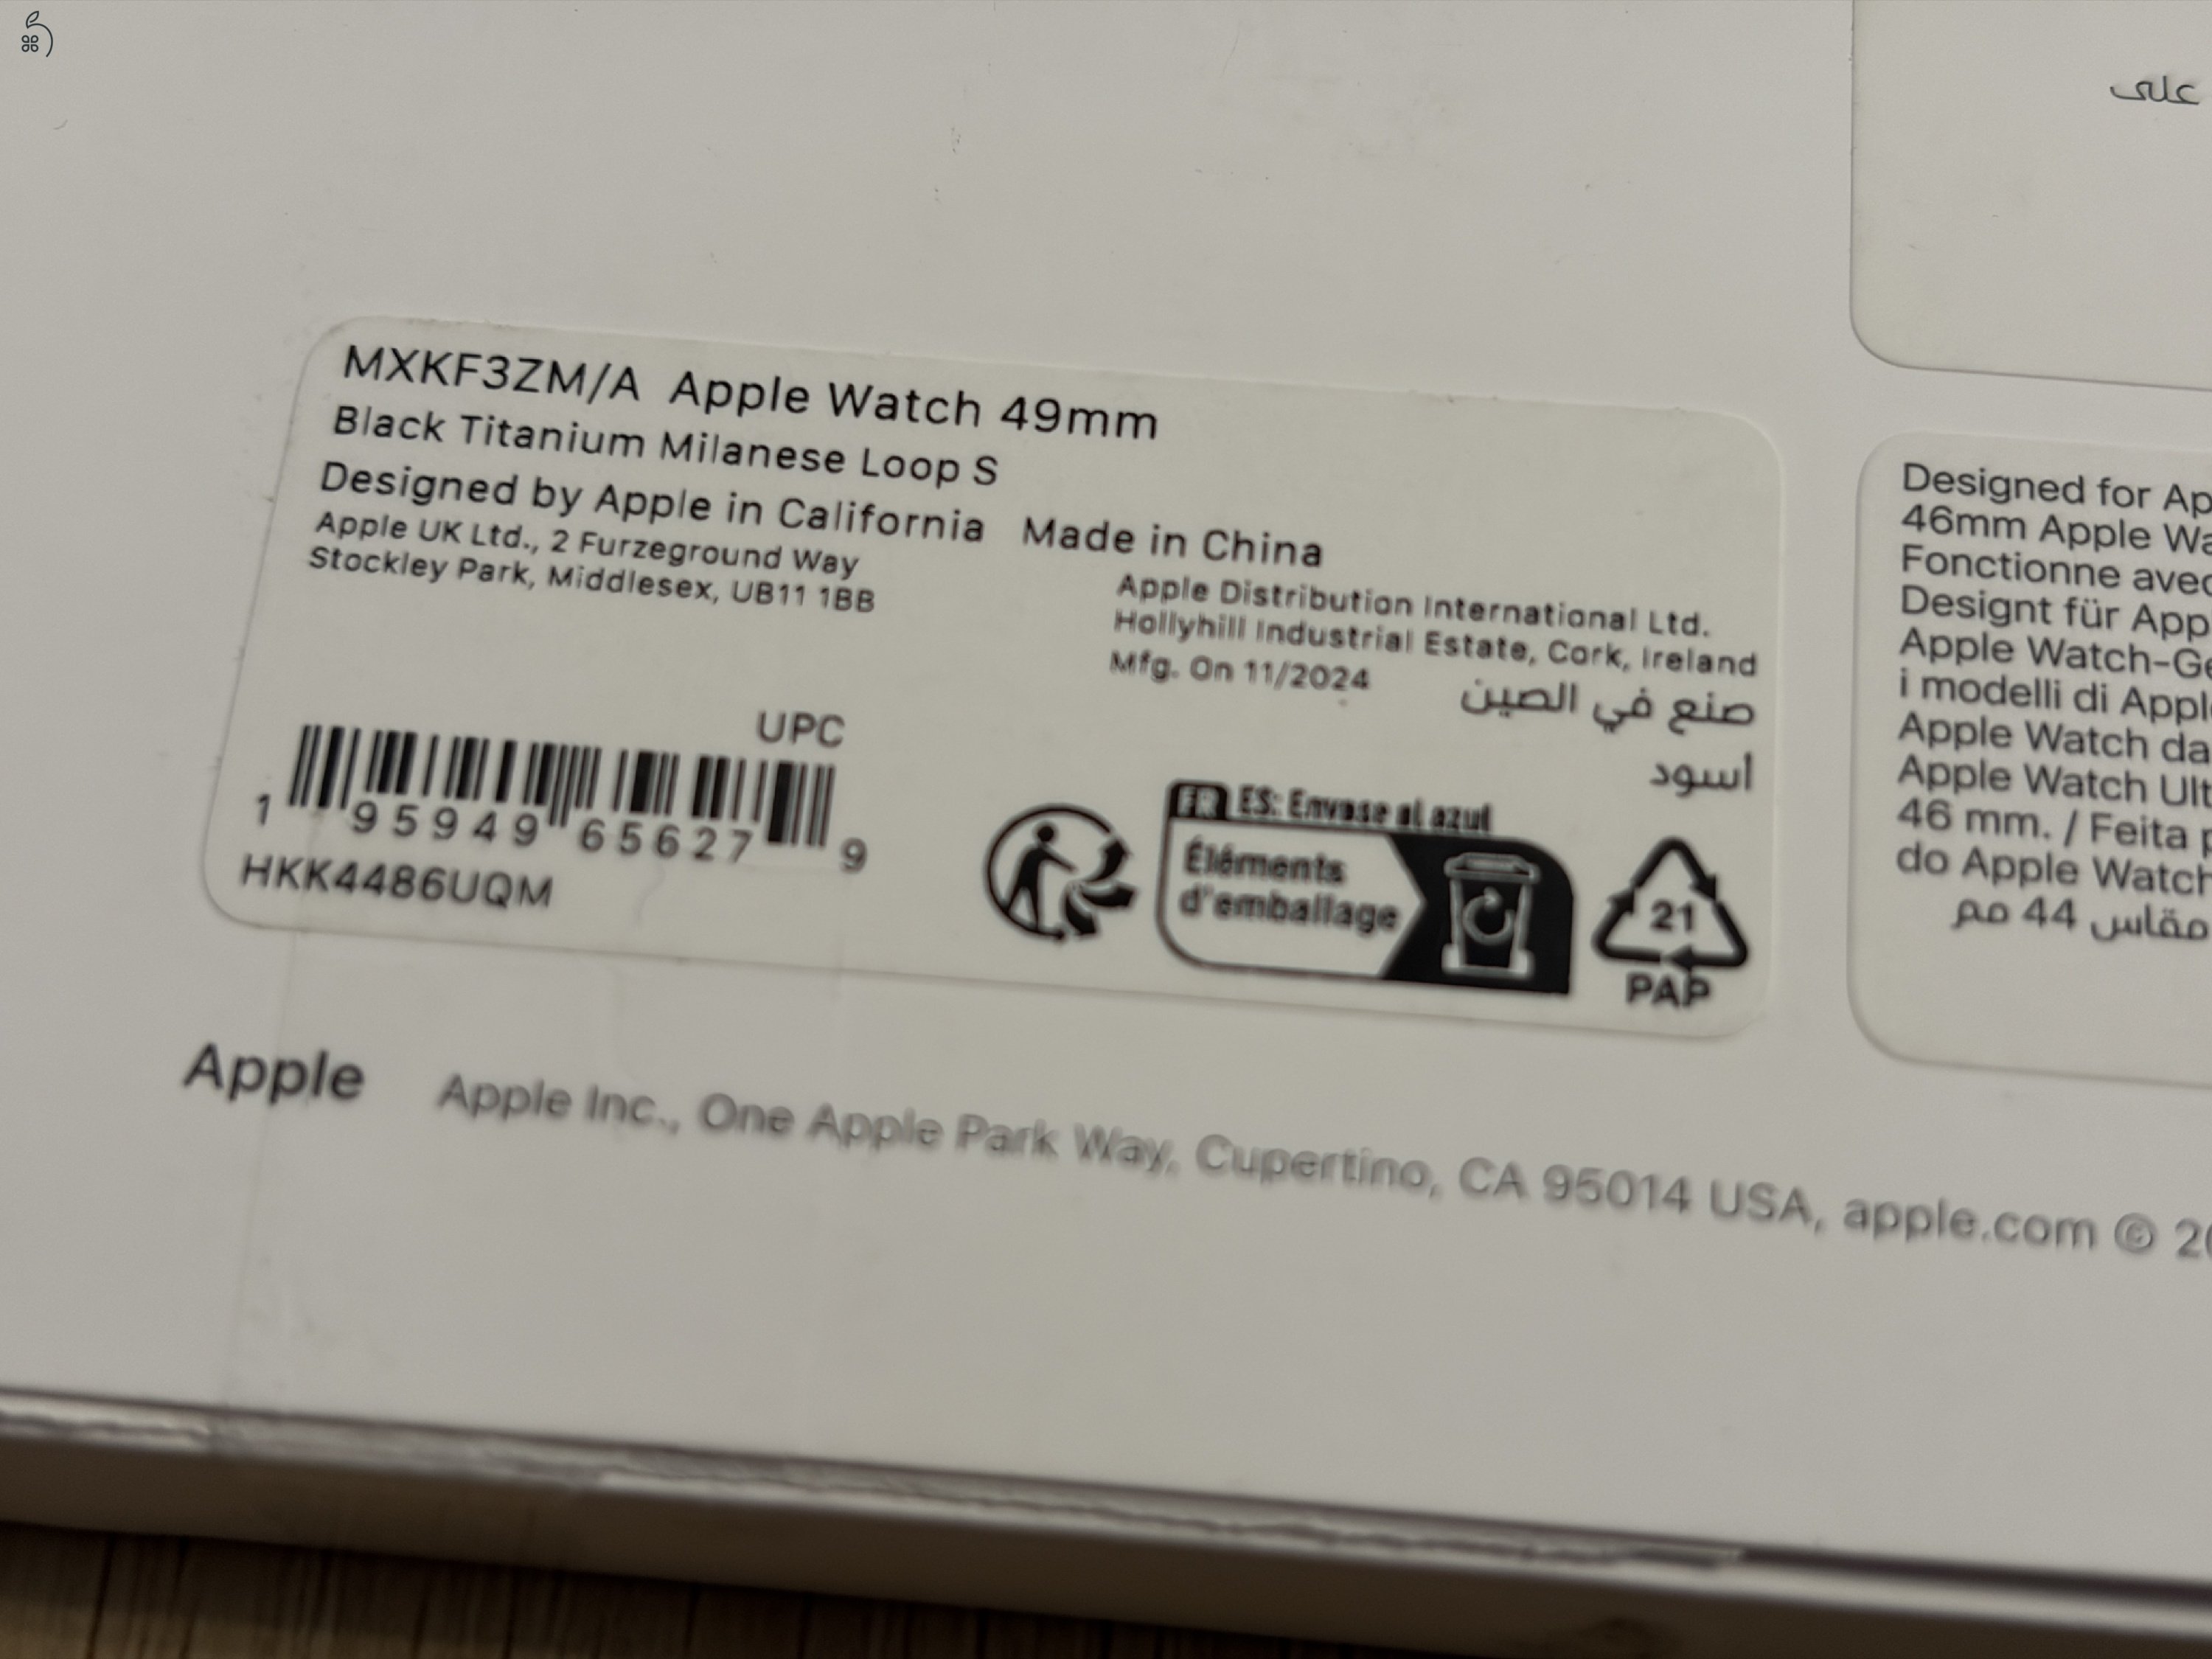 على
MXKF3ZM/A Apple Watch 49mm
Black Titanium Milanese Loop S
Designed by Apple in California Made in China
Apple UK Ltd., 2 Furzeground Way
Stockley Park, Middlesex, UB11 1BB
Apple Distribution International Ltd.
Hollyhill Industrial Estate, Cork, Ireland
Mfg. On 11/2024
صنع في الصين
أسود
UPC
1 95949 65627 9
HKK4486UQM
FR ES: Envase al azul
Éléments
d'emballage
21
PAP
Designed for Ap
46mm Apple Wa
Fonctionne avec
Designt für App
Apple Watch-Ge
i modelli di Apple
Apple Watch da
Apple Watch Ult
46 mm. / Feita p
do Apple Watch
مقاس 44 مم
Apple Apple Inc., One Apple Park Way, Cupertino, CA 95014 USA, apple.com © 20